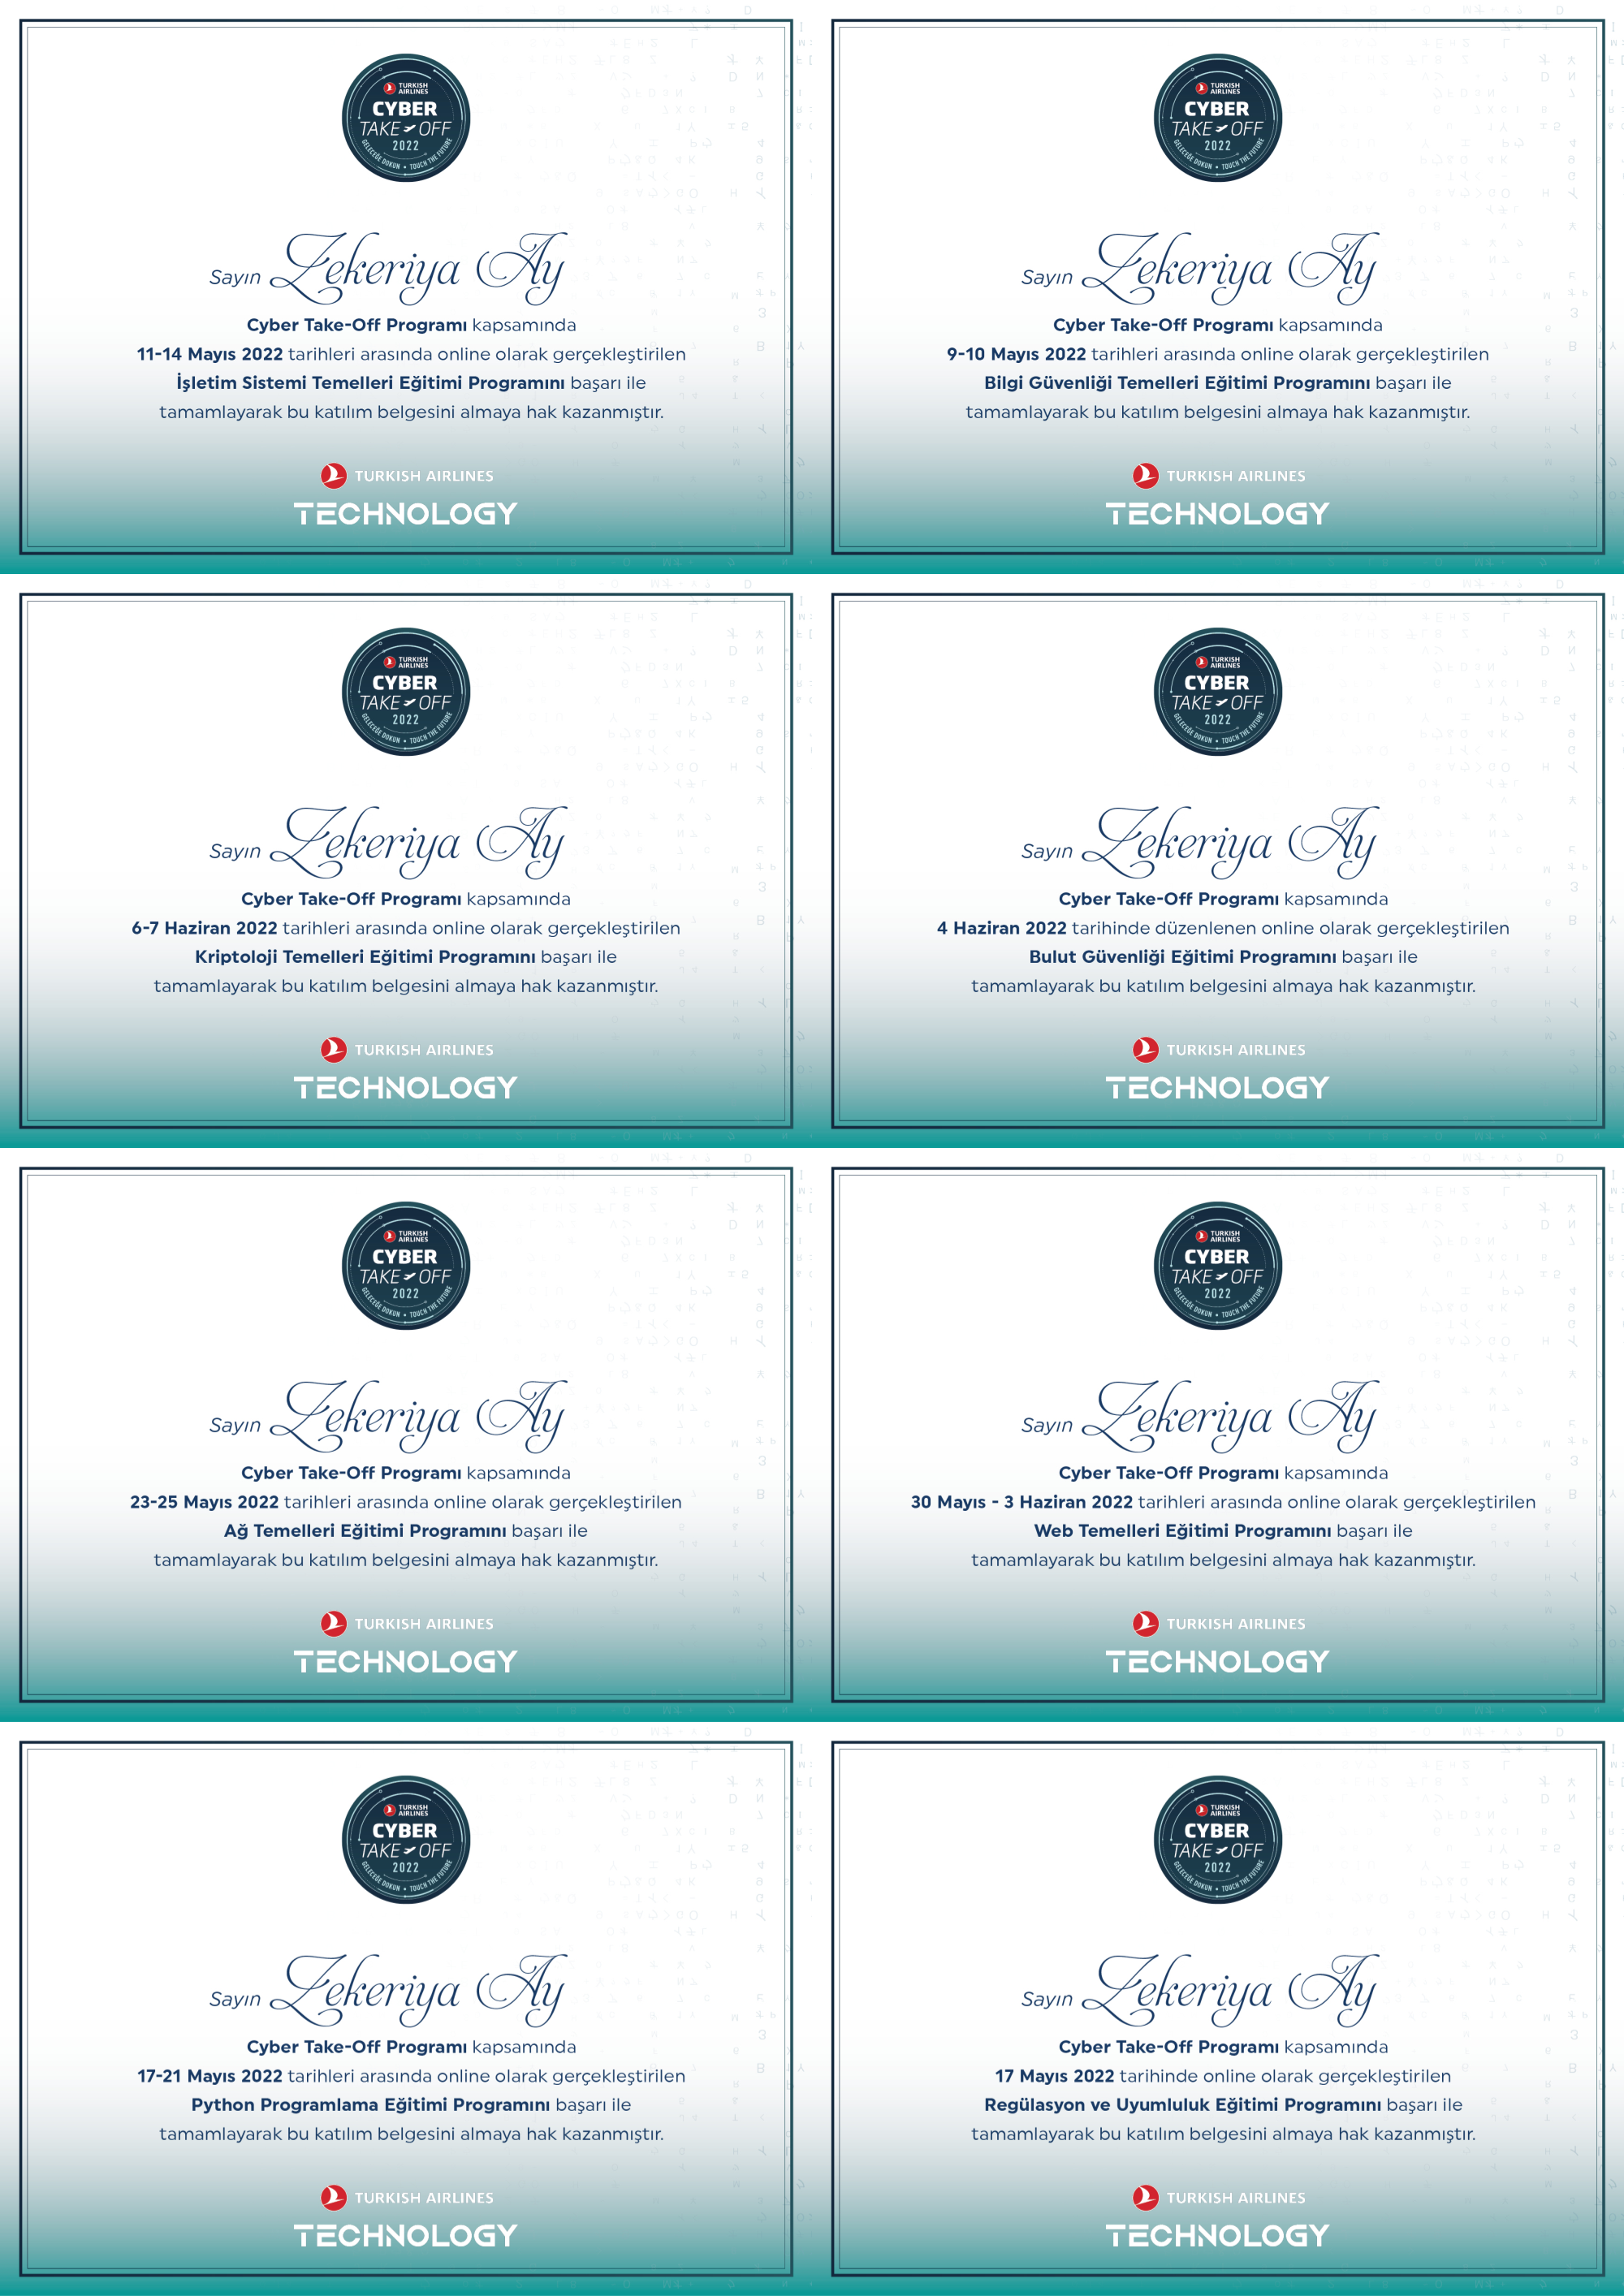 TURKISH
AIRLINES
CYBER
TAKE OFF
2022
GELECEĞE DOKUN • TOUCH THE FUTURE
Sayın Zekeriya Ay
Cyber Take-Off Programı kapsamında
11-14 Mayıs 2022 tarihleri arasında online olarak gerçekleştirilen
İşletim Sistemi Temelleri Eğitimi Programını başarı ile
tamamlayarak bu katılım belgesini almaya hak kazanmıştır.
TURKISH AIRLINES
TECHNOLOGY
TURKISH
AIRLINES
CYBER
TAKE OFF
2022
GELECEĞE DOKUN • TOUCH THE FUTURE
Sayın Zekeriya Ay
Cyber Take-Off Programı kapsamında
9-10 Mayıs 2022 tarihleri arasında online olarak gerçekleştirilen
Bilgi Güvenliği Temelleri Eğitimi Programını başarı ile
tamamlayarak bu katılım belgesini almaya hak kazanmıştır.
TURKISH AIRLINES
TECHNOLOGY
TURKISH
AIRLINES
CYBER
TAKE OFF
2022
GELECEĞE DOKUN • TOUCH THE FUTURE
Sayın Zekeriya Ay
Cyber Take-Off Programı kapsamında
6-7 Haziran 2022 tarihleri arasında online olarak gerçekleştirilen
Kriptoloji Temelleri Eğitimi Programını başarı ile
tamamlayarak bu katılım belgesini almaya hak kazanmıştır.
TURKISH AIRLINES
TECHNOLOGY
TURKISH
AIRLINES
CYBER
TAKE OFF
2022
GELECEĞE DOKUN • TOUCH THE FUTURE
Sayın Zekeriya Ay
Cyber Take-Off Programı kapsamında
4 Haziran 2022 tarihinde düzenlenen online olarak gerçekleştirilen
Bulut Güvenliği Eğitimi Programını başarı ile
tamamlayarak bu katılım belgesini almaya hak kazanmıştır.
TURKISH AIRLINES
TECHNOLOGY
TURKISH
AIRLINES
CYBER
TAKE OFF
2022
GELECEĞE DOKUN • TOUCH THE FUTURE
Sayın Zekeriya Ay
Cyber Take-Off Programı kapsamında
23-25 Mayıs 2022 tarihleri arasında online olarak gerçekleştirilen
Ağ Temelleri Eğitimi Programını başarı ile
tamamlayarak bu katılım belgesini almaya hak kazanmıştır.
TURKISH AIRLINES
TECHNOLOGY
TURKISH
AIRLINES
CYBER
TAKE OFF
2022
GELECEĞE DOKUN • TOUCH THE FUTURE
Sayın Zekeriya Ay
Cyber Take-Off Programı kapsamında
30 Mayıs - 3 Haziran 2022 tarihleri arasında online olarak gerçekleştirilen
Web Temelleri Eğitimi Programını başarı ile
tamamlayarak bu katılım belgesini almaya hak kazanmıştır.
TURKISH AIRLINES
TECHNOLOGY
TURKISH
AIRLINES
CYBER
TAKE OFF
2022
GELECEĞE DOKUN • TOUCH THE FUTURE
Sayın Zekeriya Ay
Cyber Take-Off Programı kapsamında
17-21 Mayıs 2022 tarihleri arasında online olarak gerçekleştirilen
Python Programlama Eğitimi Programını başarı ile
tamamlayarak bu katılım belgesini almaya hak kazanmıştır.
TURKISH AIRLINES
TECHNOLOGY
TURKISH
AIRLINES
CYBER
TAKE OFF
2022
GELECEĞE DOKUN • TOUCH THE FUTURE
Sayın Zekeriya Ay
Cyber Take-Off Programı kapsamında
17 Mayıs 2022 tarihinde online olarak gerçekleştirilen
Regülasyon ve Uyumluluk Eğitimi Programını başarı ile
tamamlayarak bu katılım belgesini almaya hak kazanmıştır.
TURKISH AIRLINES
TECHNOLOGY